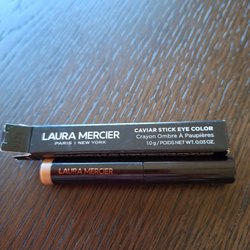 LAURA MERCIER
PARIS | NEW YORK
CAVIAR STICK EYE COLOR
Crayon Ombre À Paupières
1.0 g / POIDS NET WT. 0.03 OZ.
LAURA MERCIER